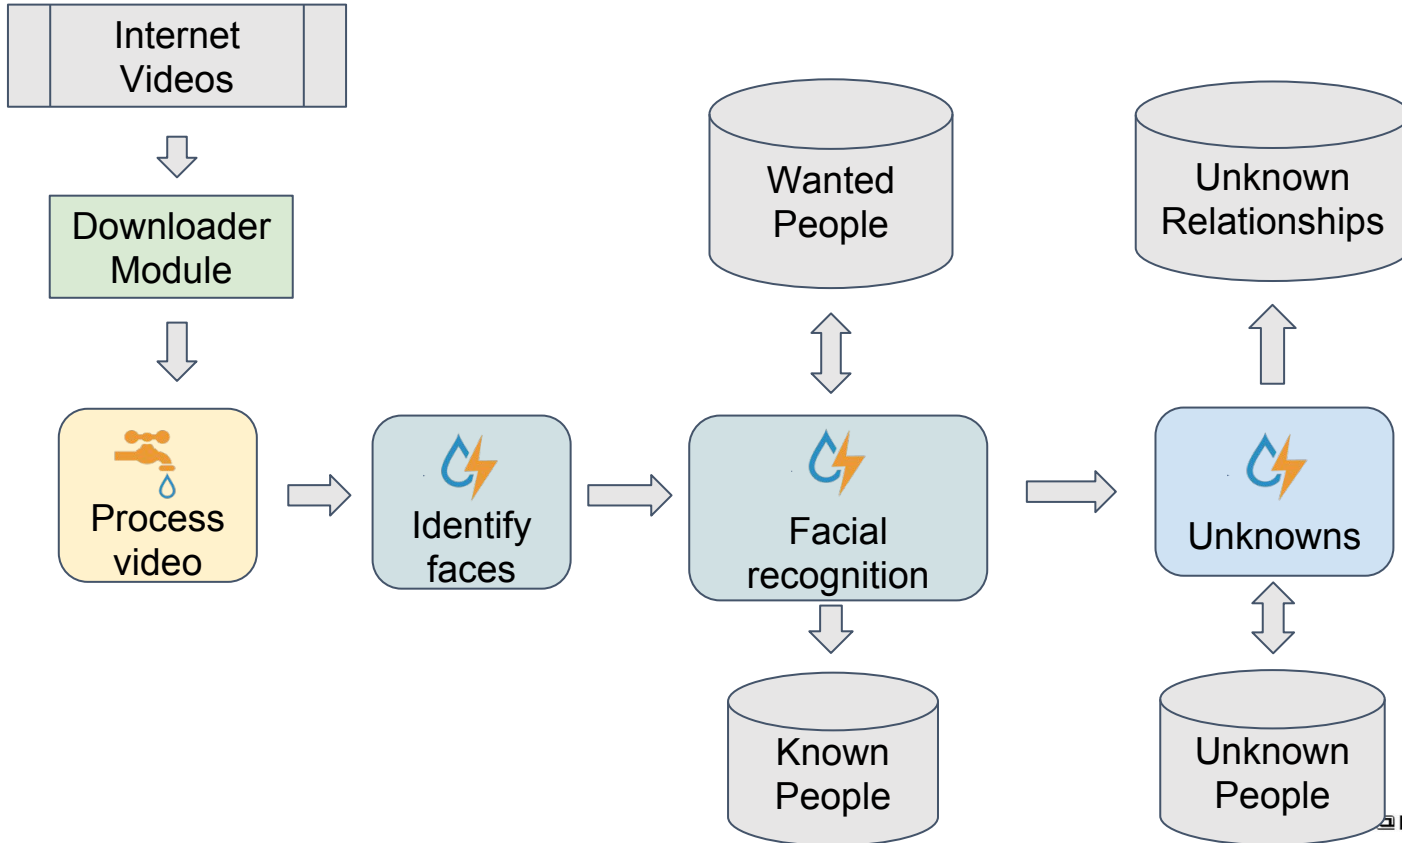 Internet
Videos
Downloader
Module
Wanted
People
Unknown
Relationships
Process
video
Identify
faces
Facial
recognition
Unknowns
Known
People
Unknown
People